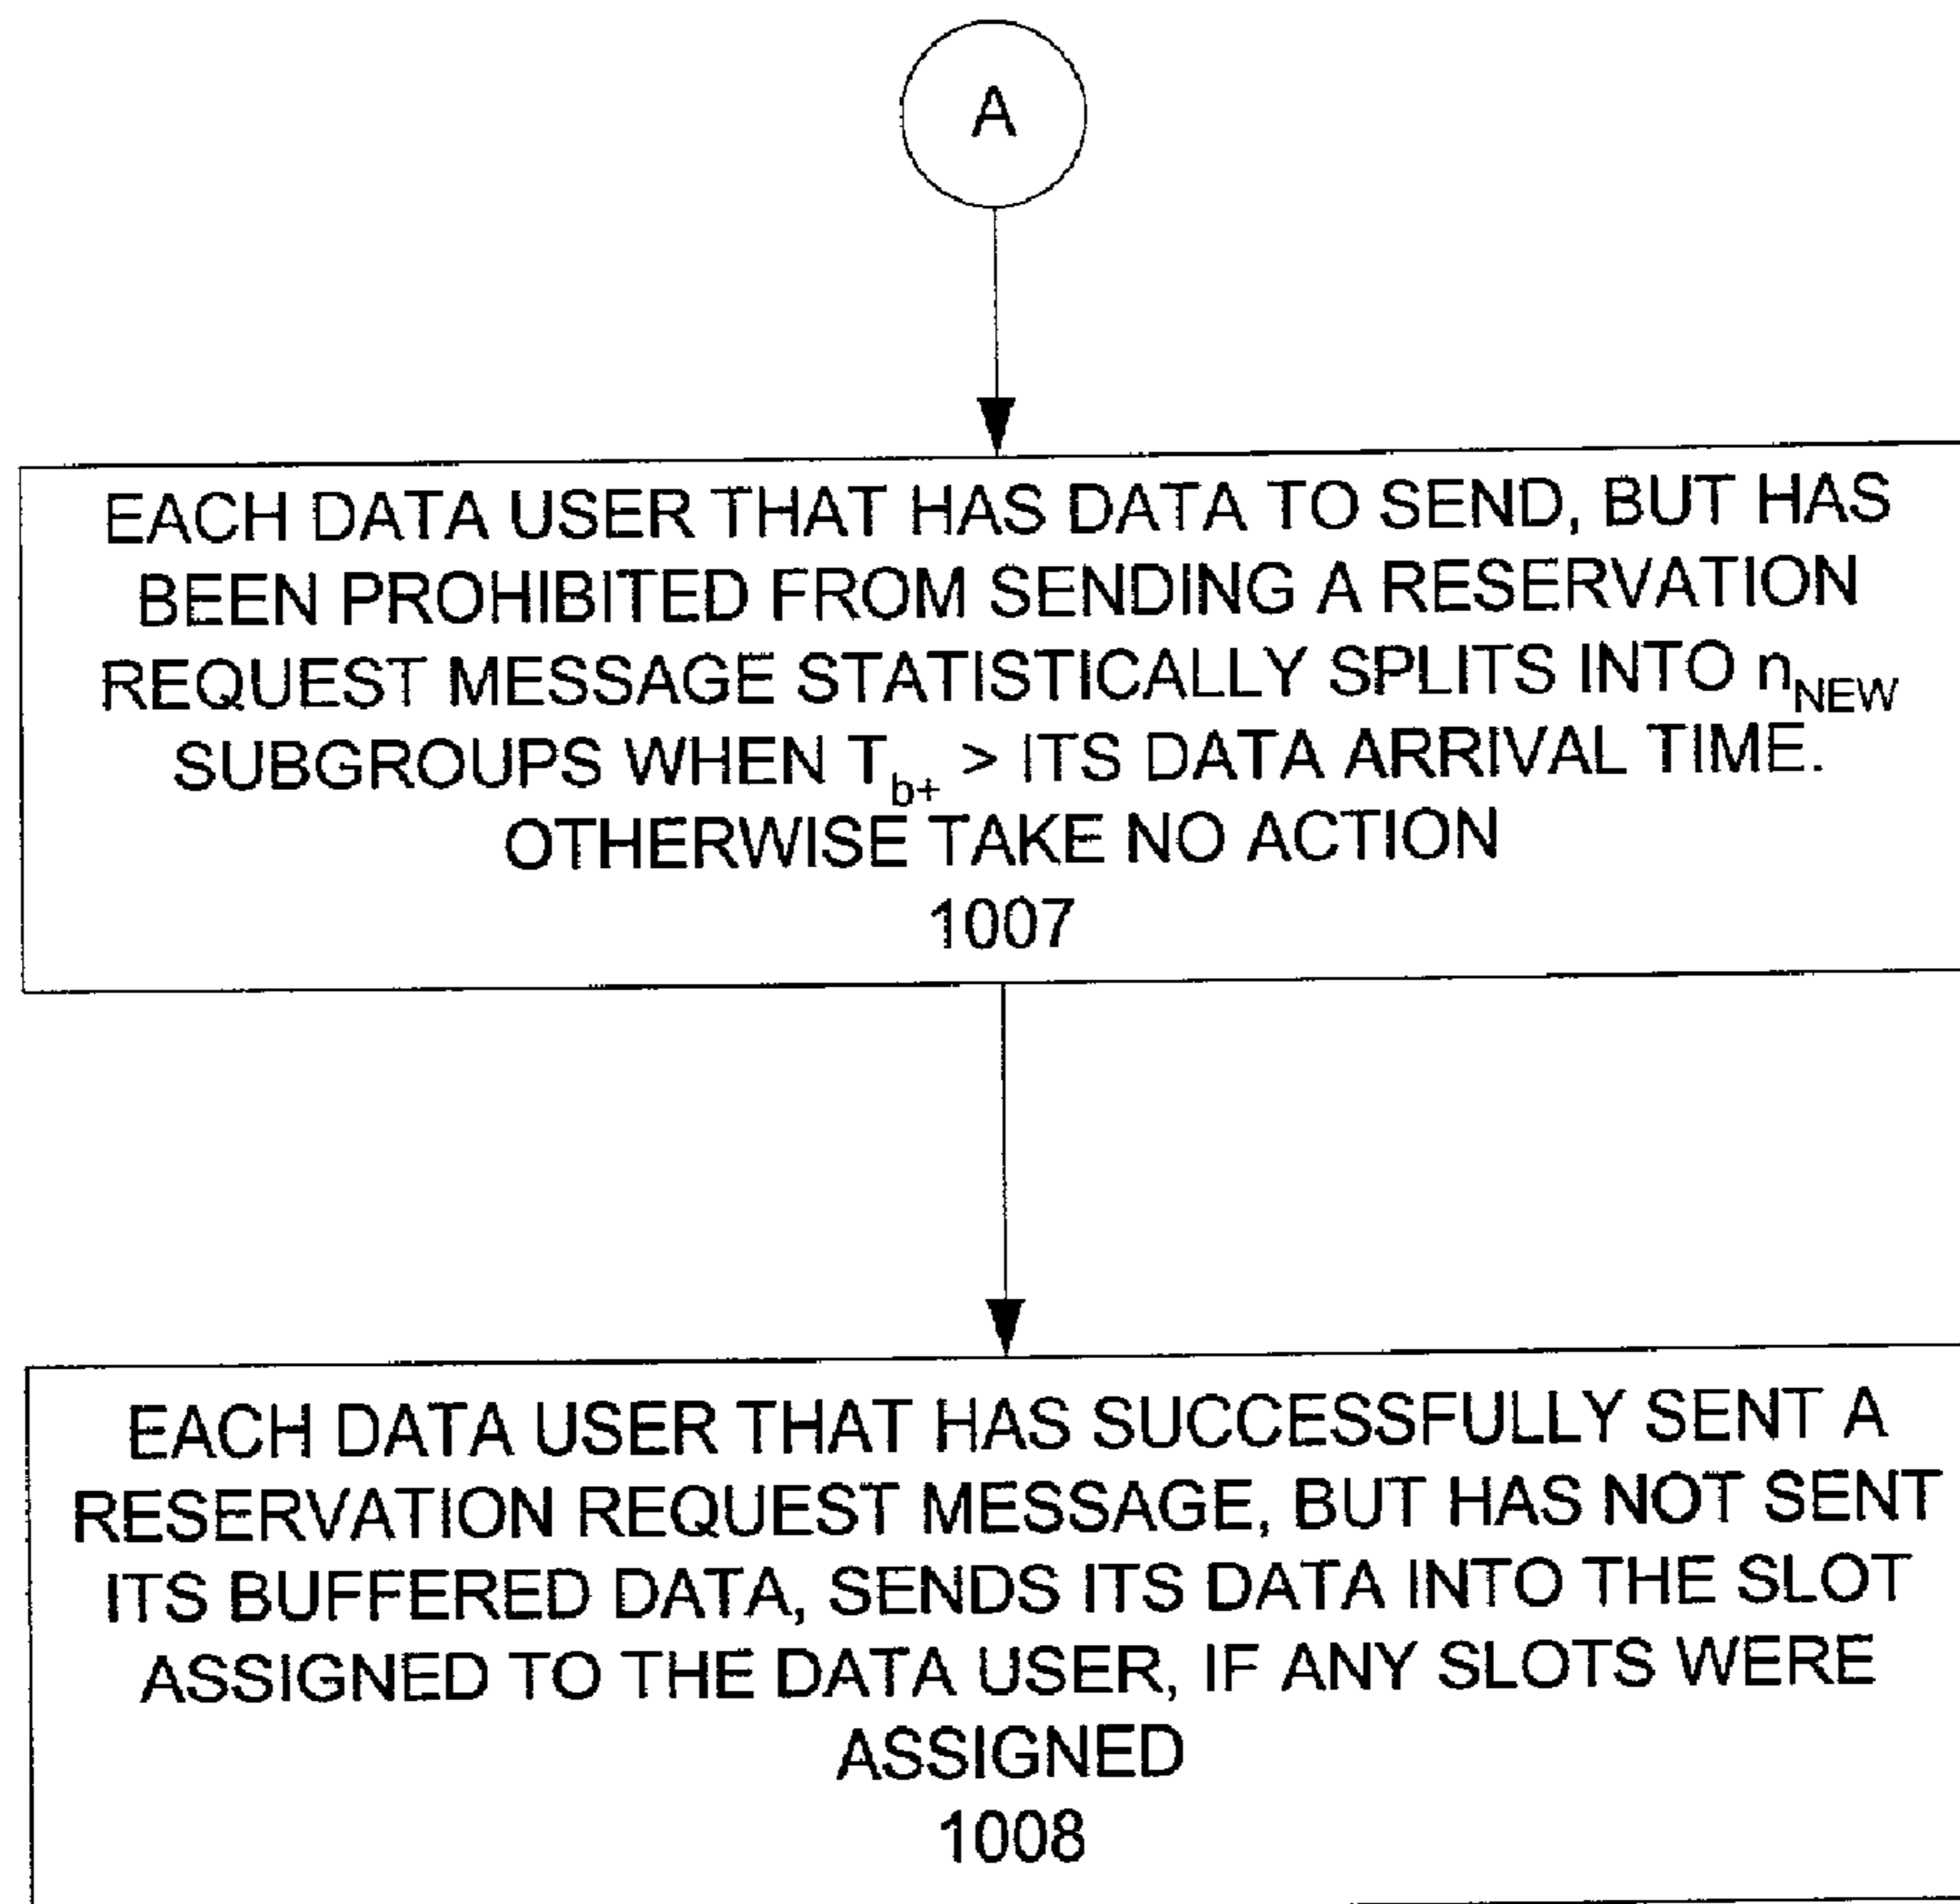 A
EACH DATA USER THAT HAS DATA TO SEND, BUT HAS
BEEN PROHIBITED FROM SENDING A RESERVATION
REQUEST MESSAGE STATISTICALLY SPLITS INTO n_NEW
SUBGROUPS WHEN T_b+ > ITS DATA ARRIVAL TIME.
OTHERWISE TAKE NO ACTION
1007
EACH DATA USER THAT HAS SUCCESSFULLY SENT A
RESERVATION REQUEST MESSAGE, BUT HAS NOT SENT
ITS BUFFERED DATA, SENDS ITS DATA INTO THE SLOT
ASSIGNED TO THE DATA USER, IF ANY SLOTS WERE
ASSIGNED
1008